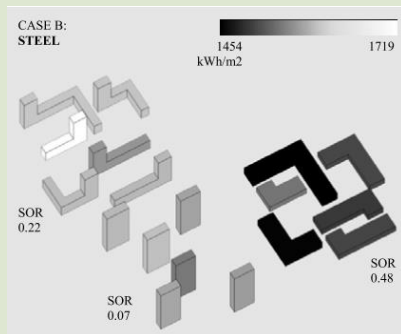 CASE B:
STEEL
1454 1719
kWh/m2
SOR
0.22
SOR
0.07
SOR
0.48